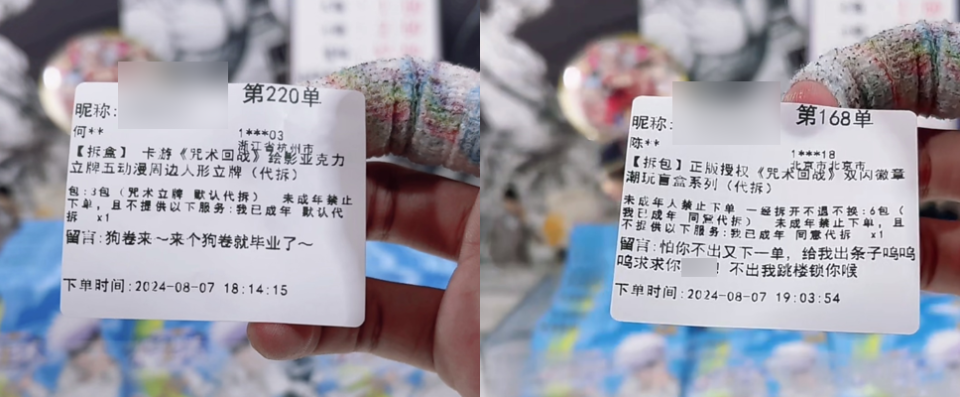 第220单
昵称:
何**
1***03
浙江省杭州市
【拆盒】 卡游《咒术回战》绘影亚克力
立牌五动漫周边人形立牌（代拆）
包:3包（咒术立牌 默认代拆） 未成年禁止
下单，且不提供以下服务:我已成年 默认代
拆 x1
留言:狗卷来～来个狗卷就毕业了～
下单时间:2024-08-07 18:14:15
第168单
昵称:
陈**
1***18
北京市北京市
【拆包】正版授权《咒术回战》双闪徽章
潮玩盲盒系列（代拆）
未成年人禁止下单 一经拆开不退不换:6包（
我已成年 同意代拆） 未成年禁止下单，且
不提供以下服务:我已成年 同意代拆 x1
留言:怕你不出又下一单，给我出条子呜呜
呜求求你 ！不出我跳楼锁你喉
下单时间:2024-08-07 19:03:54